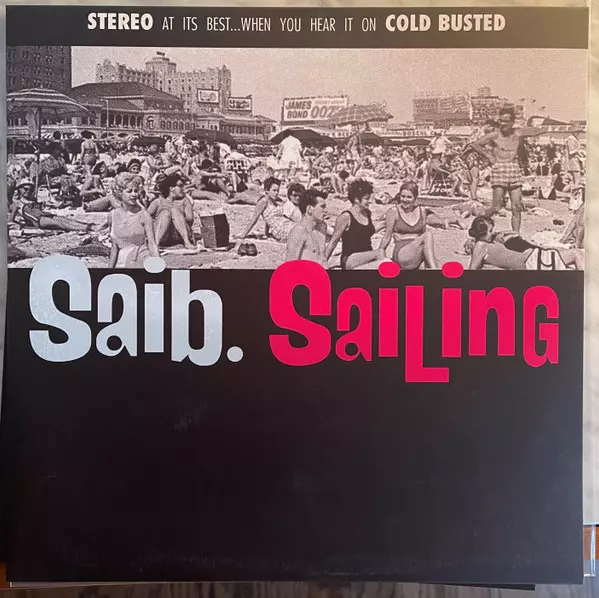 STEREO AT ITS BEST...WHEN YOU HEAR IT ON COLD BUSTED
JAMES
BOND 007
Saib. SaiLinG